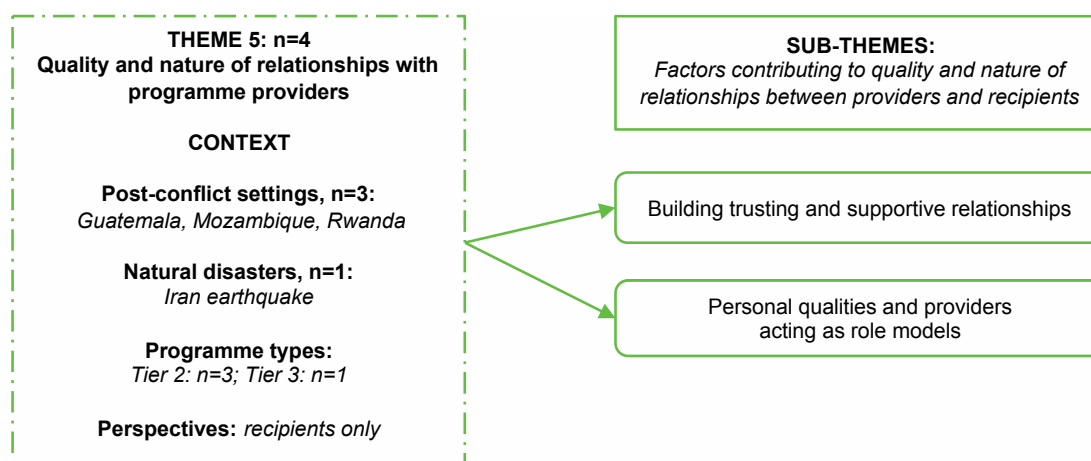 THEME 5: n=4
Quality and nature of relationships with
programme providers
CONTEXT
Post-conflict settings, n=3:
Guatemala, Mozambique, Rwanda
Natural disasters, n=1:
Iran earthquake
Programme types:
Tier 2: n=3; Tier 3: n=1
Perspectives: recipients only
SUB-THEMES:
Factors contributing to quality and nature of
relationships between providers and recipients
Building trusting and supportive relationships
Personal qualities and providers
acting as role models